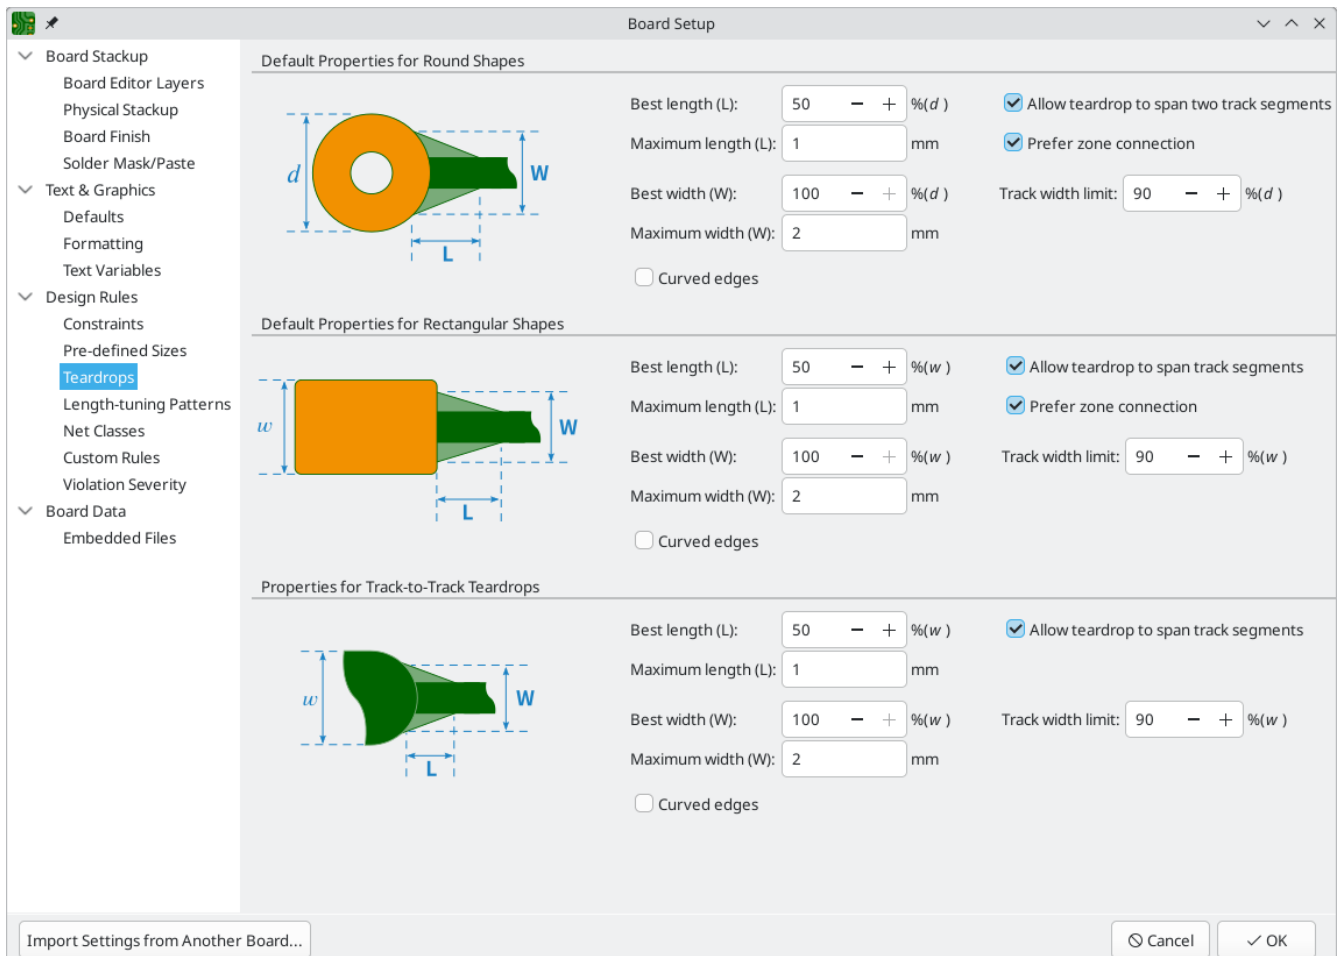 Board Setup
Board Stackup
Board Editor Layers
Physical Stackup
Board Finish
Solder Mask/Paste
Text & Graphics
Defaults
Formatting
Text Variables
Design Rules
Constraints
Pre-defined Sizes
Teardrops
Length-tuning Patterns
Net Classes
Custom Rules
Violation Severity
Board Data
Embedded Files
Default Properties for Round Shapes
d
W
L
Best length (L): 50 − + %(d ) Allow teardrop to span two track segments
Maximum length (L): 1 mm Prefer zone connection
Best width (W): 100 − + %(d ) Track width limit: 90 − + %(d )
Maximum width (W): 2 mm
Curved edges
Default Properties for Rectangular Shapes
w
W
L
Best length (L): 50 − + %(w ) Allow teardrop to span track segments
Maximum length (L): 1 mm Prefer zone connection
Best width (W): 100 − + %(w ) Track width limit: 90 − + %(w )
Maximum width (W): 2 mm
Curved edges
Properties for Track-to-Track Teardrops
w
W
L
Best length (L): 50 − + %(w ) Allow teardrop to span track segments
Maximum length (L): 1 mm
Best width (W): 100 − + %(w ) Track width limit: 90 − + %(w )
Maximum width (W): 2 mm
Curved edges
Import Settings from Another Board... Cancel OK